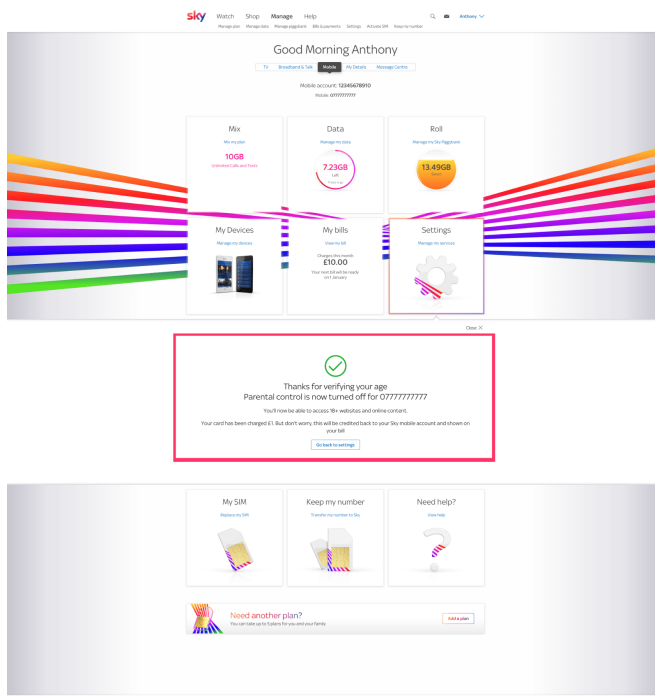 sky
Watch Shop Manage Help
Anthony
Manage plan Manage data Manage piggybank Bills & payments Settings Activate SIM Keep my number
Good Morning Anthony
TV Broadband & Talk Mobile My Details Message Centre
Mobile account: 12345678910
Mobile: 07777777777
Mix
Mix my plan
10GB
Unlimited Calls and Texts
Data
Manage my data
7.23GB
Left
Roll
Manage my Sky Piggybank
13.49GB
My Devices
Manage my devices
My bills
View my bill
Charges this month
£10.00
Your next bill will be ready
on 1 January
Settings
Manage my services
Close X
Thanks for verifying your age
Parental control is now turned off for 07777777777
You'll now be able to access 18+ websites and online content.
Your card has been charged £1. But don't worry, this will be credited back to your Sky mobile account and shown on
your bill
Go back to settings
My SIM
Replace my SIM
Keep my number
Transfer my number to Sky
Need help?
View help
Need another plan?
You can take up to 5 plans for you and your family
Add a plan